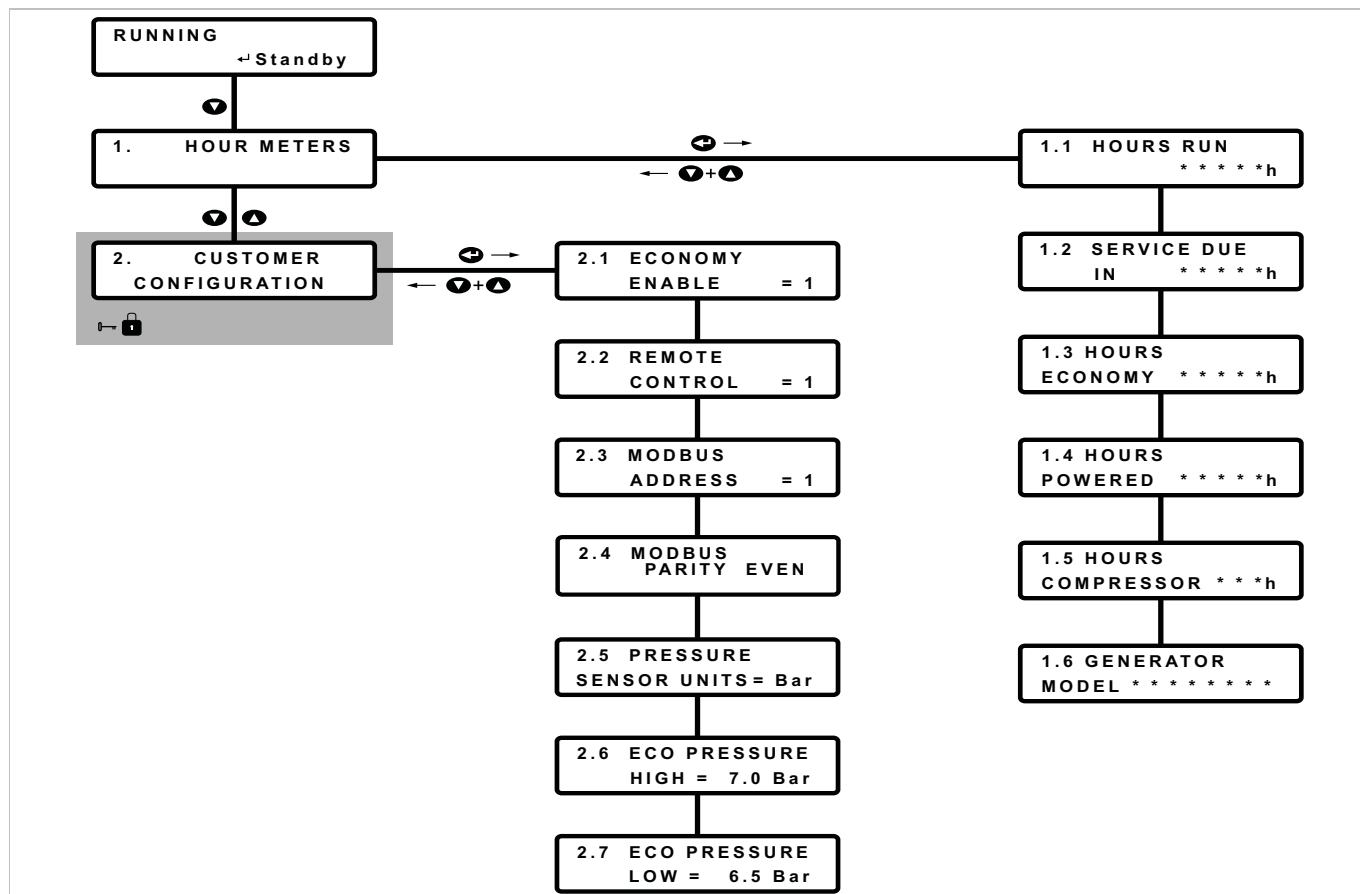 RUNNING
↵Standby
1. HOUR METERS
2. CUSTOMER
CONFIGURATION
1
+
+
2.1 ECONOMY
ENABLE = 1
2.2 REMOTE
CONTROL = 1
2.3 MODBUS
ADDRESS = 1
2.4 MODBUS
PARITY EVEN
2.5 PRESSURE
SENSOR UNITS= Bar
2.6 ECO PRESSURE
HIGH = 7.0 Bar
2.7 ECO PRESSURE
LOW = 6.5 Bar
1.1 HOURS RUN
* * * * *h
1.2 SERVICE DUE
IN * * * * *h
1.3 HOURS
ECONOMY * * * * *h
1.4 HOURS
POWERED * * * * *h
1.5 HOURS
COMPRESSOR * * *h
1.6 GENERATOR
MODEL * * * * * * * *